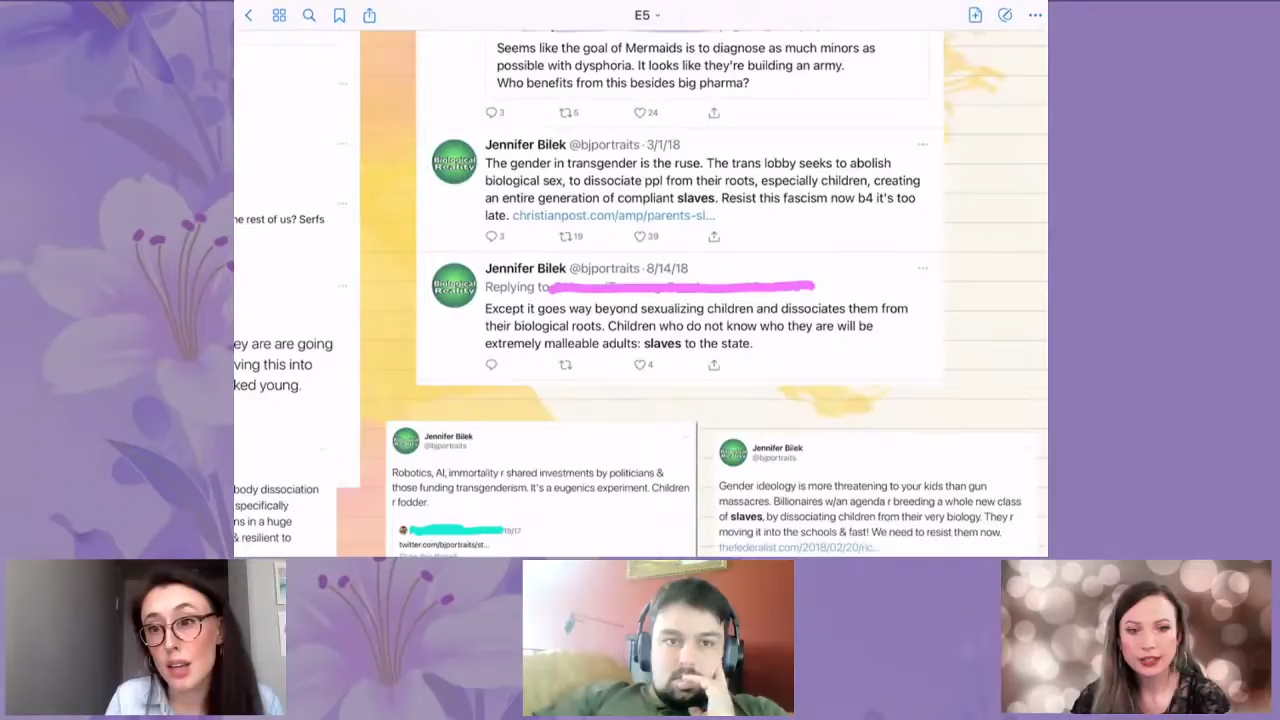 E5
Seems like the goal of Mermaids is to diagnose as much minors as
possible with dysphoria. It looks like they're building an army.
Who benefits from this besides big pharma?
3 5 24
Biological
Reality
Jennifer Bilek @bjportraits · 3/1/18
The gender in transgender is the ruse. The trans lobby seeks to abolish
biological sex, to dissociate ppl from their roots, especially children, creating
an entire generation of compliant slaves. Resist this fascism now b4 it's too
late. christianpost.com/amp/parents-sl...
3 19 39
Biological
Reality
Jennifer Bilek @bjportraits · 8/14/18
Replying to
Except it goes way beyond sexualizing children and dissociates them from
their biological roots. Children who do not know who they are will be
extremely malleable adults: slaves to the state.
4
e rest of us? Serfs
ey are are going
ving this into
ked young.
body dissociation
specifically
ns in a huge
& resilient to
Jennifer Bilek
@bjportraits
Robotics, AI, immortality r shared investments by politicians &
those funding transgenderism. It's a eugenics experiment. Children
r fodder.
19/17
twitter.com/bjportraits/st...
Jennifer Bilek
@bjportraits
Gender ideology is more threatening to your kids than gun
massacres. Billionaires w/an agenda r breeding a whole new class
of slaves, by dissociating children from their very biology. They r
moving it into the schools & fast! We need to resist them now.
thefederalist.com/2018/02/20/ric...